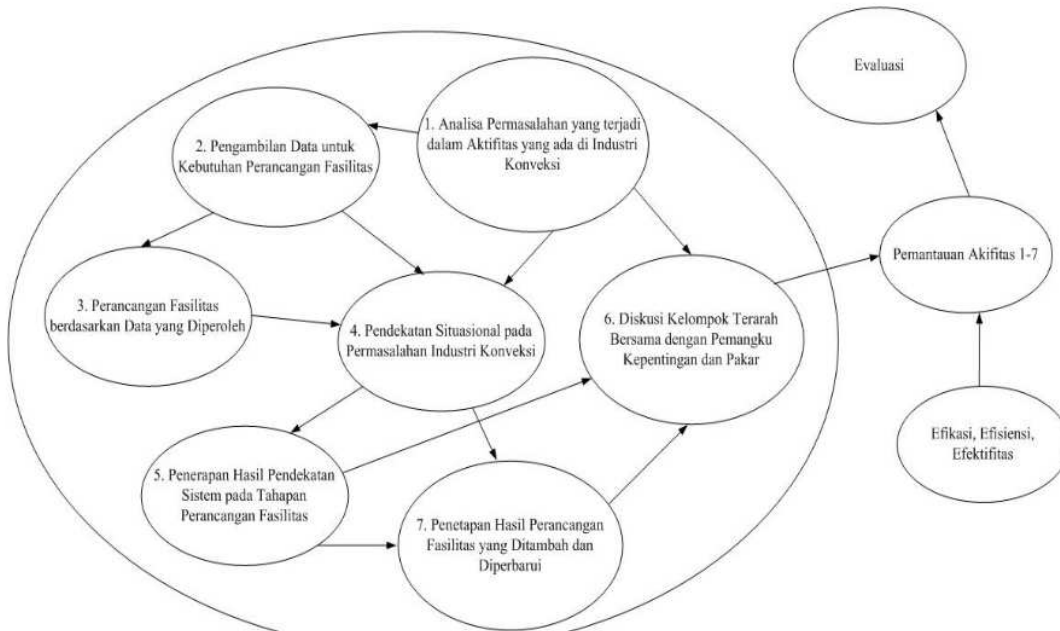 Evaluasi
1. Analisa Permasalahan yang terjadi
dalam Aktifitas yang ada di Industri
Konveksi
2. Pengambilan Data untuk
Kebutuhan Perancangan Fasilitas
Pemantauan Akifitas 1-7
3. Perancangan Fasilitas
berdasarkan Data yang Diperoleh
4. Pendekatan Situasional pada
Permasalahan Industri Konveksi
6. Diskusi Kelompok Terarah
Bersama dengan Pemangku
Kepentingan dan Pakar
Efikasi, Efisiensi,
Efektifitas
5. Penerapan Hasil Pendekatan
Sistem pada Tahapan
Perancangan Fasilitas
7. Penetapan Hasil Perancangan
Fasilitas yang Ditambah dan
Diperbarui